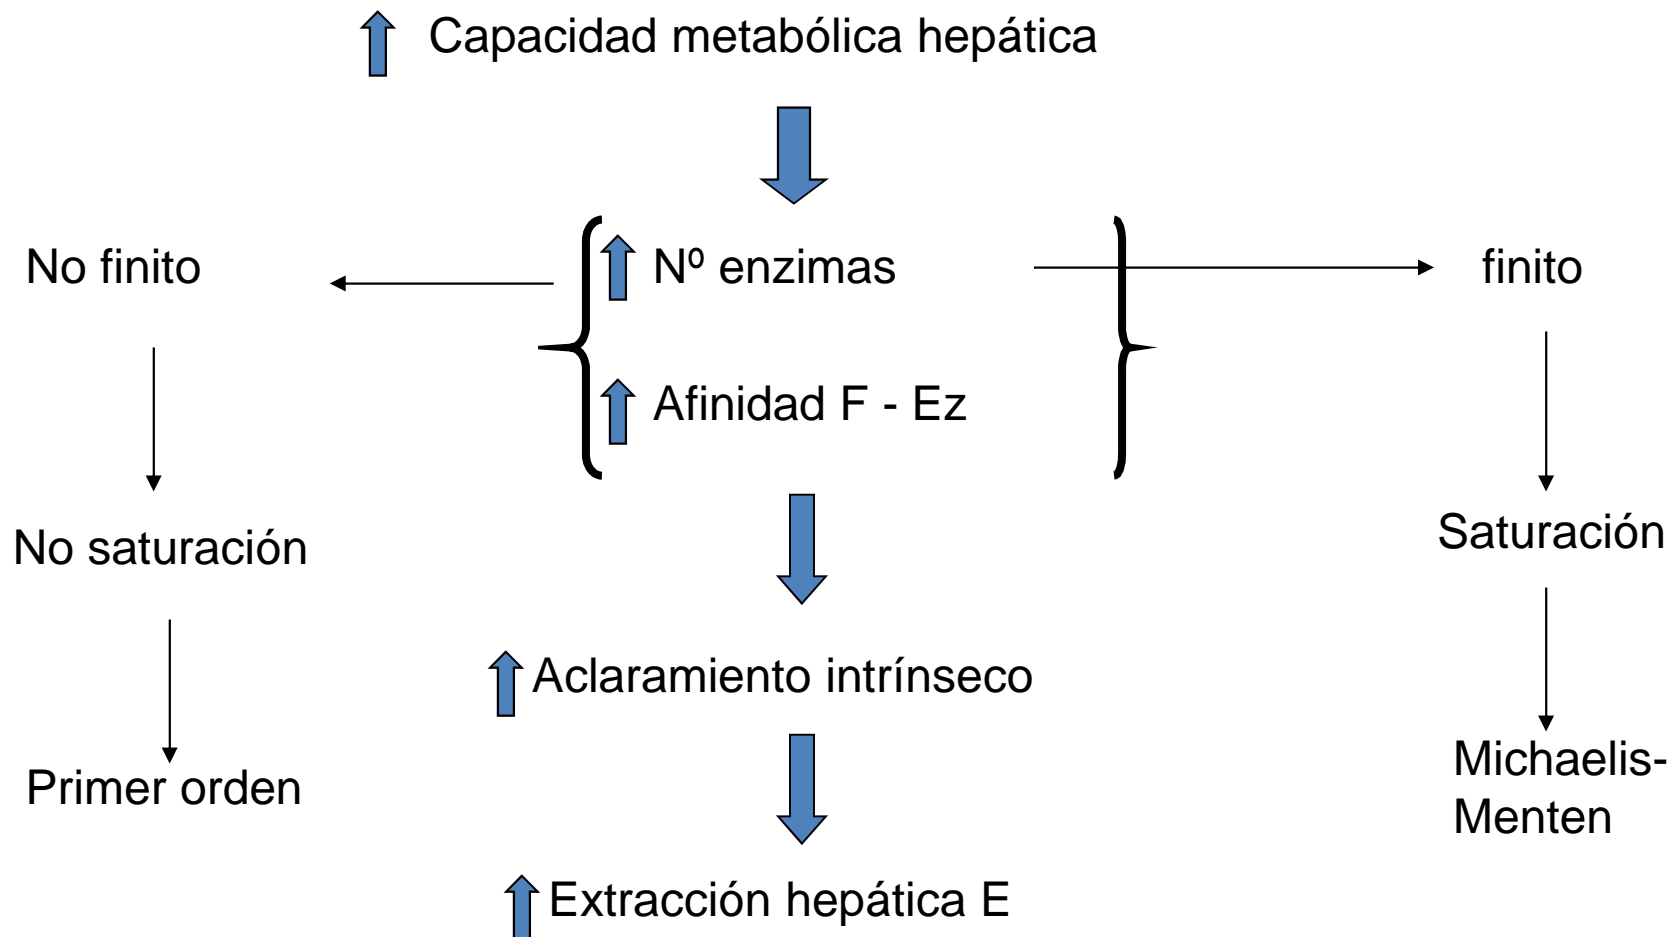 Capacidad metabólica hepática
No finito
Nº enzimas
finito
Afinidad F - Ez
No saturación
Saturación
Aclaramiento intrínseco
Primer orden
Michaelis-
Menten
Extracción hepática E